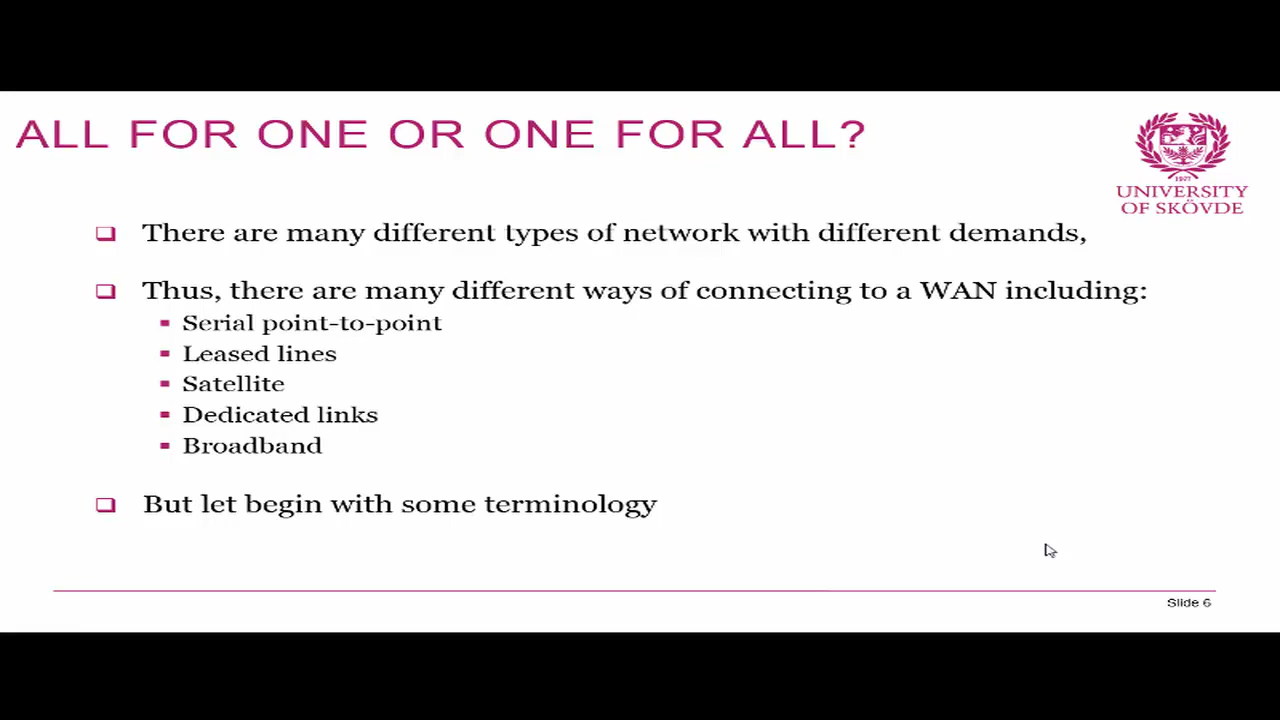 ALL FOR ONE OR ONE FOR ALL?
1977
UNIVERSITY
OF SKÖVDE
There are many different types of network with different demands,
Thus, there are many different ways of connecting to a WAN including:
Serial point-to-point
Leased lines
Satellite
Dedicated links
Broadband
But let begin with some terminology
Slide 6